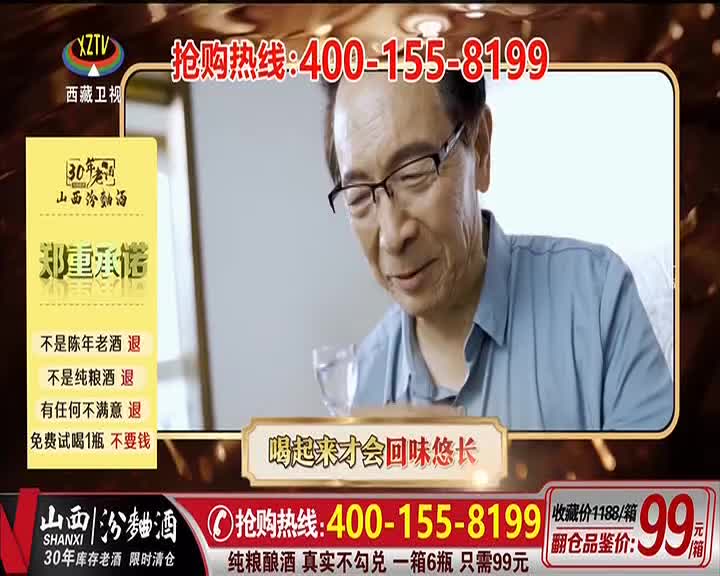 XZTV
西藏卫视
抢购热线:400-155-8199
30年老酒
山西汾麯酒
郑重承诺
不是陈年老酒 退
不是纯粮酒 退
有任何不满意 退
免费试喝1瓶 不要钱
喝起来才会回味悠长
山西
SHANXI
汾麯酒
30年库存老酒 限时清仓
抢购热线:400-155-8199
纯粮酿酒 真实不勾兑 一箱6瓶 只需99元
收藏价1188/箱
翻仓品鉴价:99元/箱